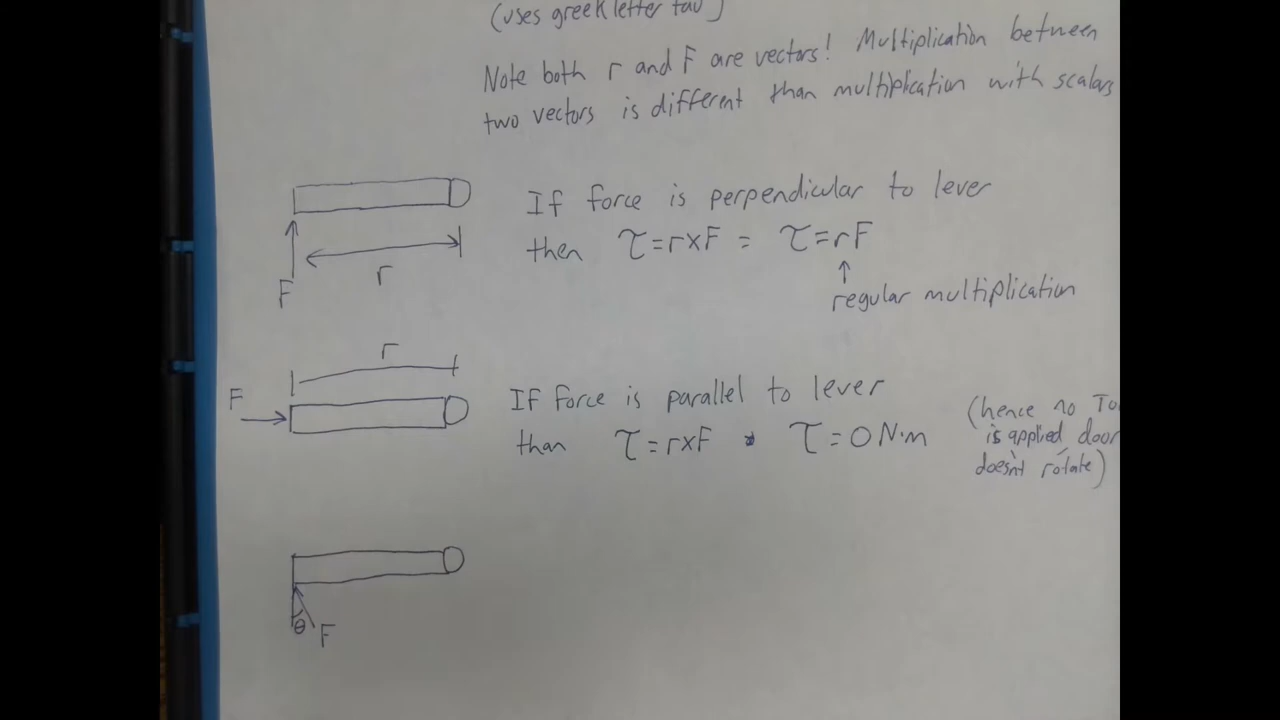 (uses greek letter tau)
Note both r and F are vectors! Multiplication between
two vectors is different than multiplication with scalars
If force is perpendicular to lever
then τ=r×F = τ=rF
r
F
↑
regular multiplication
r
F
If force is parallel to lever
than τ=r×F τ=0 N·m
(hence no To
is applied door
doesn't rotate)
θ F